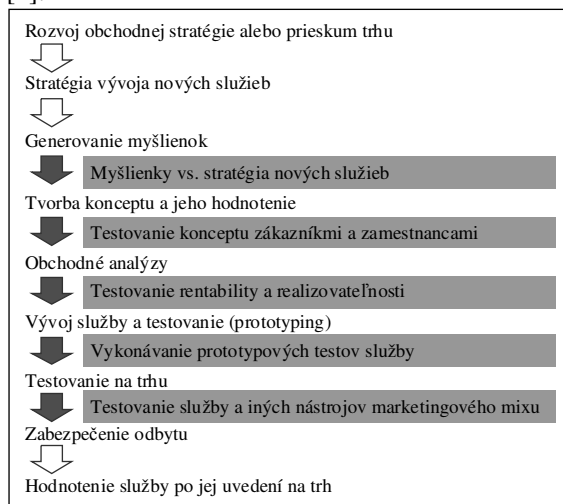 Rozvoj obchodnej stratégie alebo prieskum trhu
Stratégia vývoja nových služieb
Generovanie myšlienok
Myšlienky vs. stratégia nových služieb
Tvorba konceptu a jeho hodnotenie
Testovanie konceptu zákazníkmi a zamestnancami
Obchodné analýzy
Testovanie rentability a realizovateľnosti
Vývoj služby a testovanie (prototyping)
Vykonávanie prototypových testov služby
Testovanie na trhu
Testovanie služby a iných nástrojov marketingového mixu
Zabezpečenie odbytu
Hodnotenie služby po jej uvedení na trh